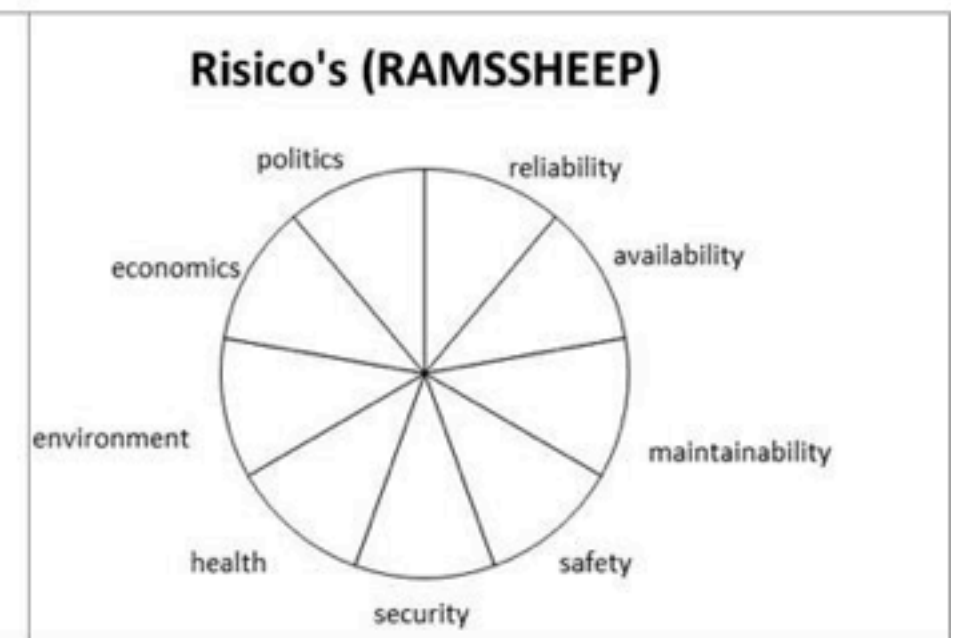 Risico's (RAMSSHEEP)
politics
reliability
economics
availability
environment
maintainability
health
safety
security